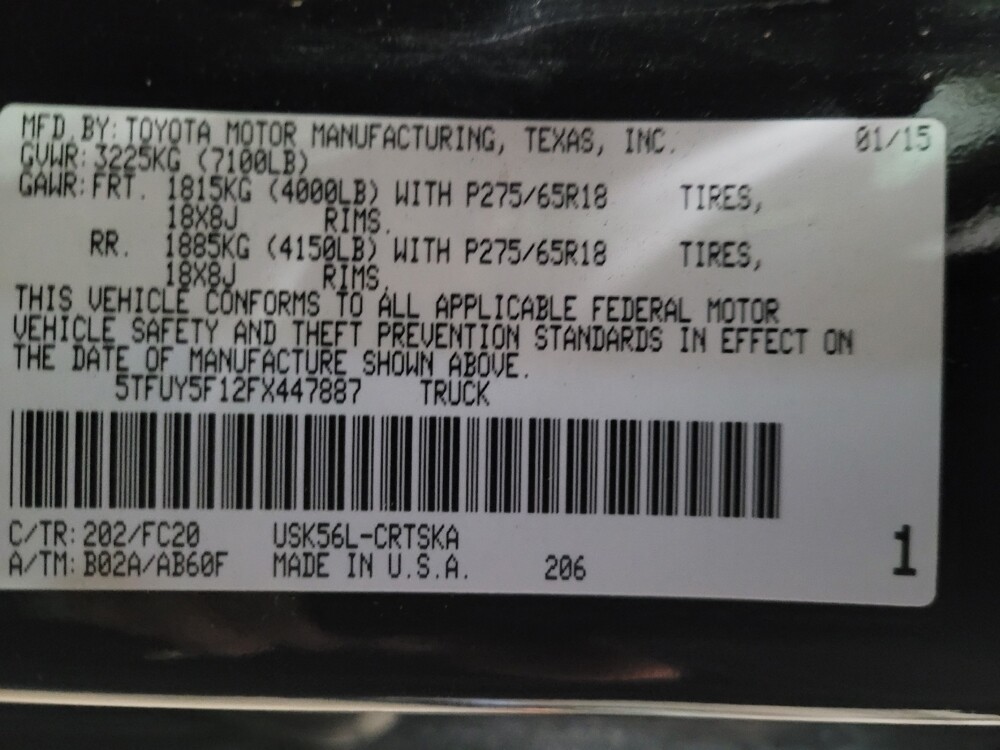 MFD. BY: TOYOTA MOTOR MANUFACTURING, TEXAS, INC. 01/15
GVWR: 3225KG (7100LB)
GAWR: FRT. 1815KG (4000LB) WITH P275/65R18 TIRES,
18X8J RIMS.
RR. 1885KG (4150LB) WITH P275/65R18 TIRES,
18X8J RIMS.
THIS VEHICLE CONFORMS TO ALL APPLICABLE FEDERAL MOTOR
VEHICLE SAFETY AND THEFT PREVENTION STANDARDS IN EFFECT ON
THE DATE OF MANUFACTURE SHOWN ABOVE.
5TFUY5F12FX447887 TRUCK
C/TR: 202/FC20 USK56L-CRTSKA
A/TM: B02A/AB60F MADE IN U.S.A. 206 1